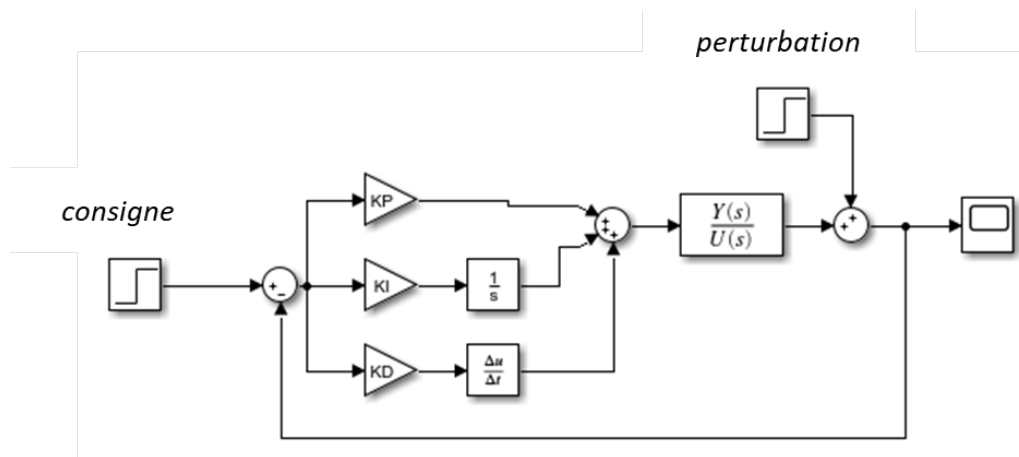 perturbation
consigne
KP
Y(s)
U(s)
+
+
+
+
+
KI
1
s
+
−
KD
Δu
Δt